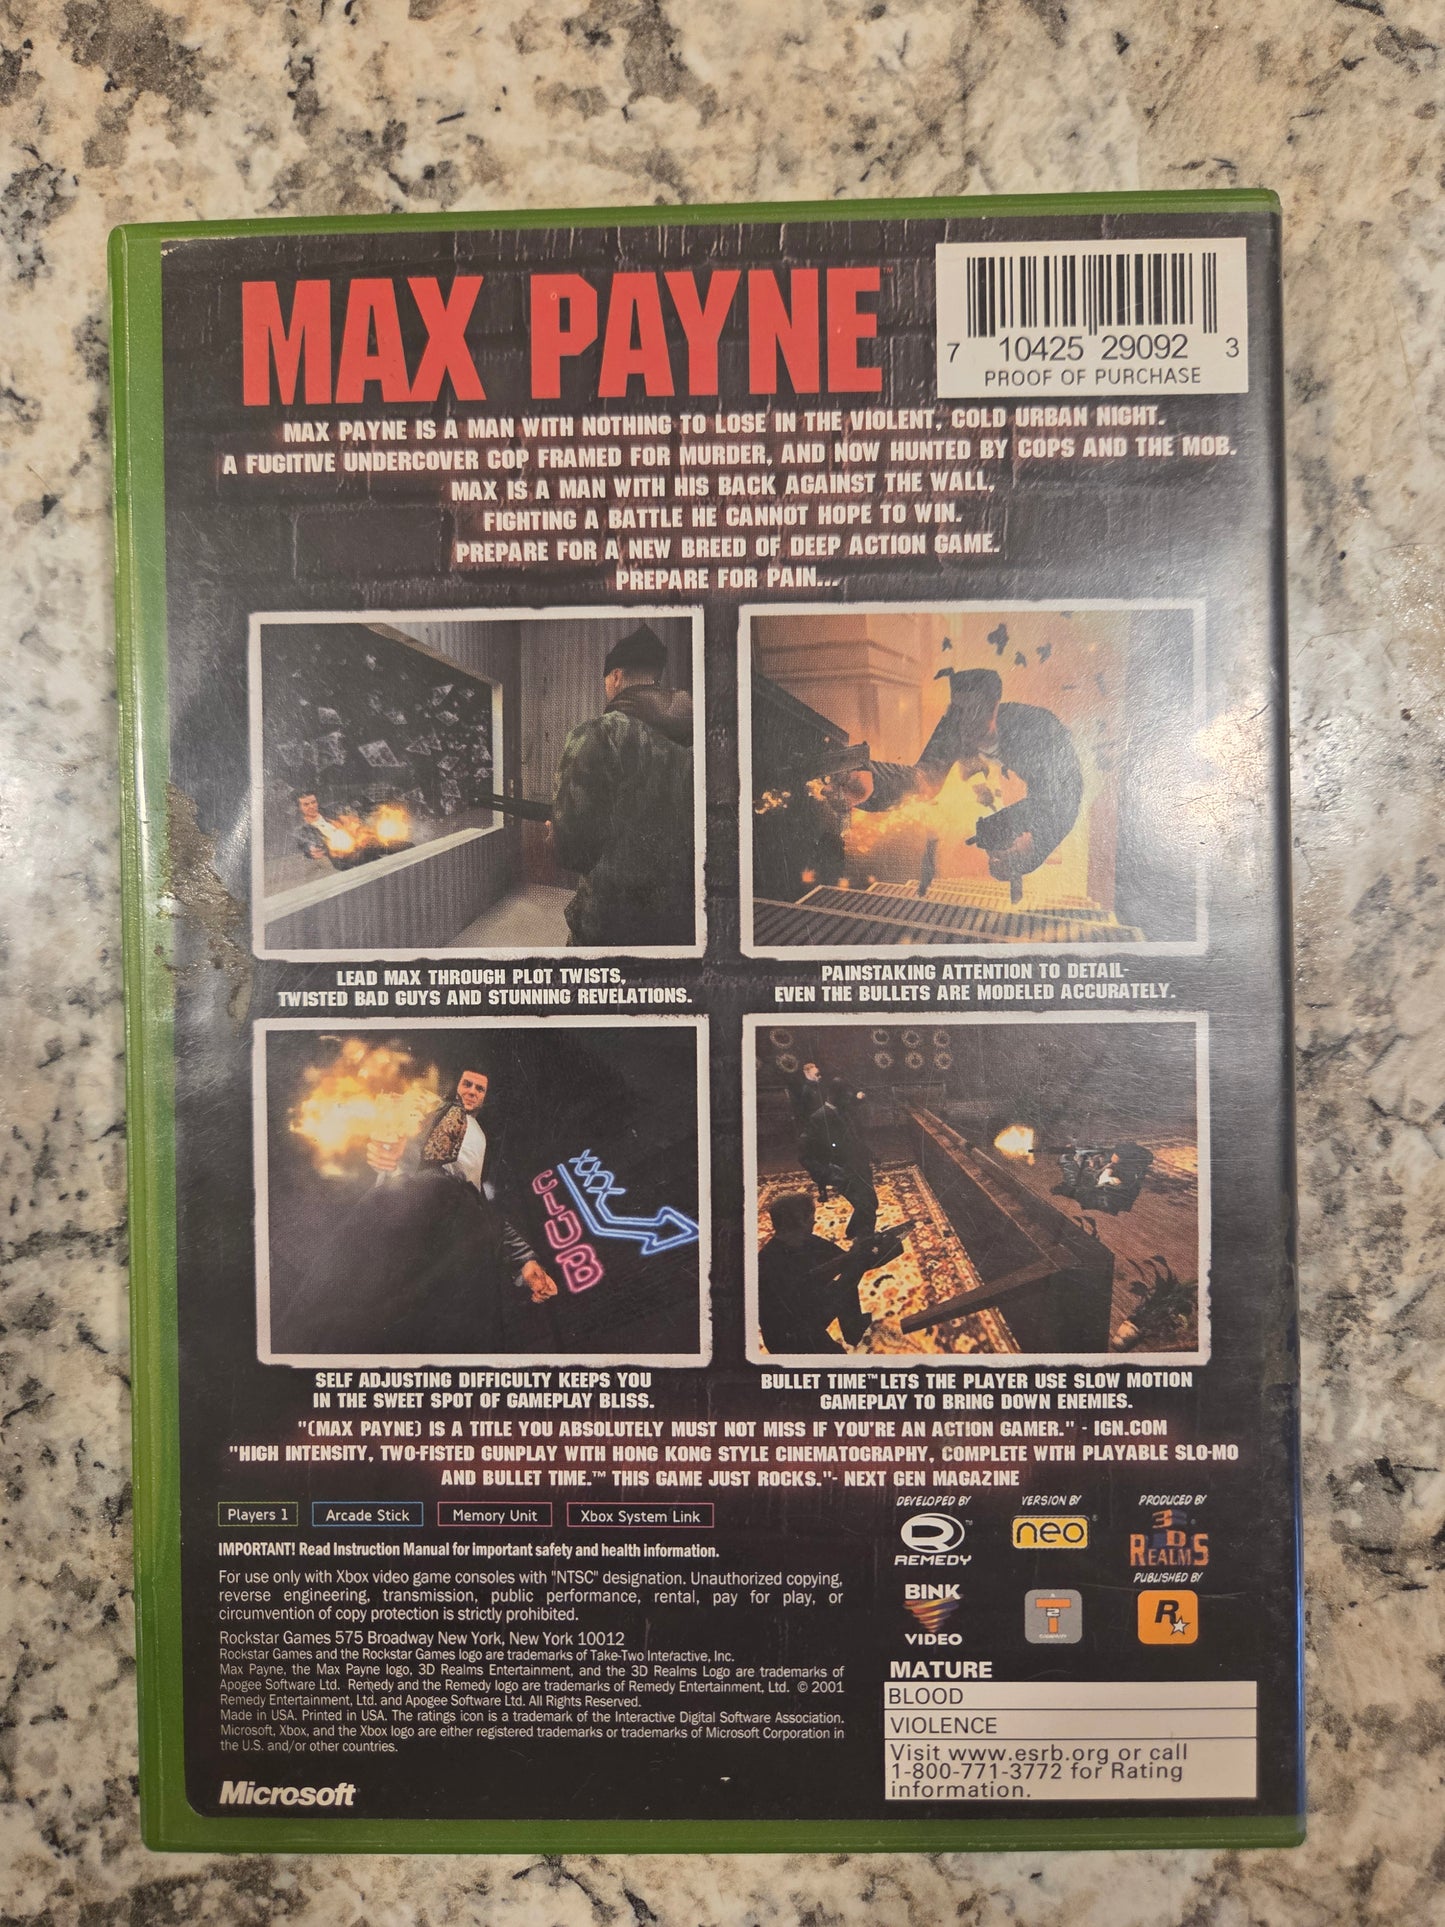 MAX PAYNE™
7 10425 29092 3
PROOF OF PURCHASE
MAX PAYNE IS A MAN WITH NOTHING TO LOSE IN THE VIOLENT, COLD URBAN NIGHT.
A FUGITIVE UNDERCOVER COP FRAMED FOR MURDER, AND NOW HUNTED BY COPS AND THE MOB.
MAX IS A MAN WITH HIS BACK AGAINST THE WALL,
FIGHTING A BATTLE HE CANNOT HOPE TO WIN.
PREPARE FOR A NEW BREED OF DEEP ACTION GAME.
PREPARE FOR PAIN...
LEAD MAX THROUGH PLOT TWISTS,
TWISTED BAD GUYS AND STUNNING REVELATIONS.
PAINSTAKING ATTENTION TO DETAIL-
EVEN THE BULLETS ARE MODELED ACCURATELY.
CLUB
XXX
SELF ADJUSTING DIFFICULTY KEEPS YOU
IN THE SWEET SPOT OF GAMEPLAY BLISS.
BULLET TIME™ LETS THE PLAYER USE SLOW MOTION
GAMEPLAY TO BRING DOWN ENEMIES.
"(MAX PAYNE) IS A TITLE YOU ABSOLUTELY MUST NOT MISS IF YOU'RE AN ACTION GAMER." - IGN.COM
"HIGH INTENSITY, TWO-FISTED GUNPLAY WITH HONG KONG STYLE CINEMATOGRAPHY, COMPLETE WITH PLAYABLE SLO-MO
AND BULLET TIME.™ THIS GAME JUST ROCKS."- NEXT GEN MAGAZINE
Players 1
Arcade Stick
Memory Unit
Xbox System Link
IMPORTANT! Read Instruction Manual for important safety and health information.
For use only with Xbox video game consoles with "NTSC" designation. Unauthorized copying,
reverse engineering, transmission, public performance, rental, pay for play, or
circumvention of copy protection is strictly prohibited.
Rockstar Games 575 Broadway New York, New York 10012
Rockstar Games and the Rockstar Games logo are trademarks of Take-Two Interactive, Inc.
Max Payne, the Max Payne logo, 3D Realms Entertainment, and the 3D Realms Logo are trademarks of
Apogee Software Ltd. Remedy and the Remedy logo are trademarks of Remedy Entertainment, Ltd. © 2001
Remedy Entertainment, Ltd. and Apogee Software Ltd. All Rights Reserved.
Made in USA. Printed in USA. The ratings icon is a trademark of the Interactive Digital Software Association.
Microsoft, Xbox, and the Xbox logo are either registered trademarks or trademarks of Microsoft Corporation in
the U.S. and/or other countries.
Microsoft
DEVELOPED BY
R™
REMEDY
VERSION BY
neo®
PRODUCED BY
3D REALMS
BINK
VIDEO
T2
PUBLISHED BY
R
MATURE
BLOOD
VIOLENCE
Visit www.esrb.org or call
1-800-771-3772 for Rating
information.